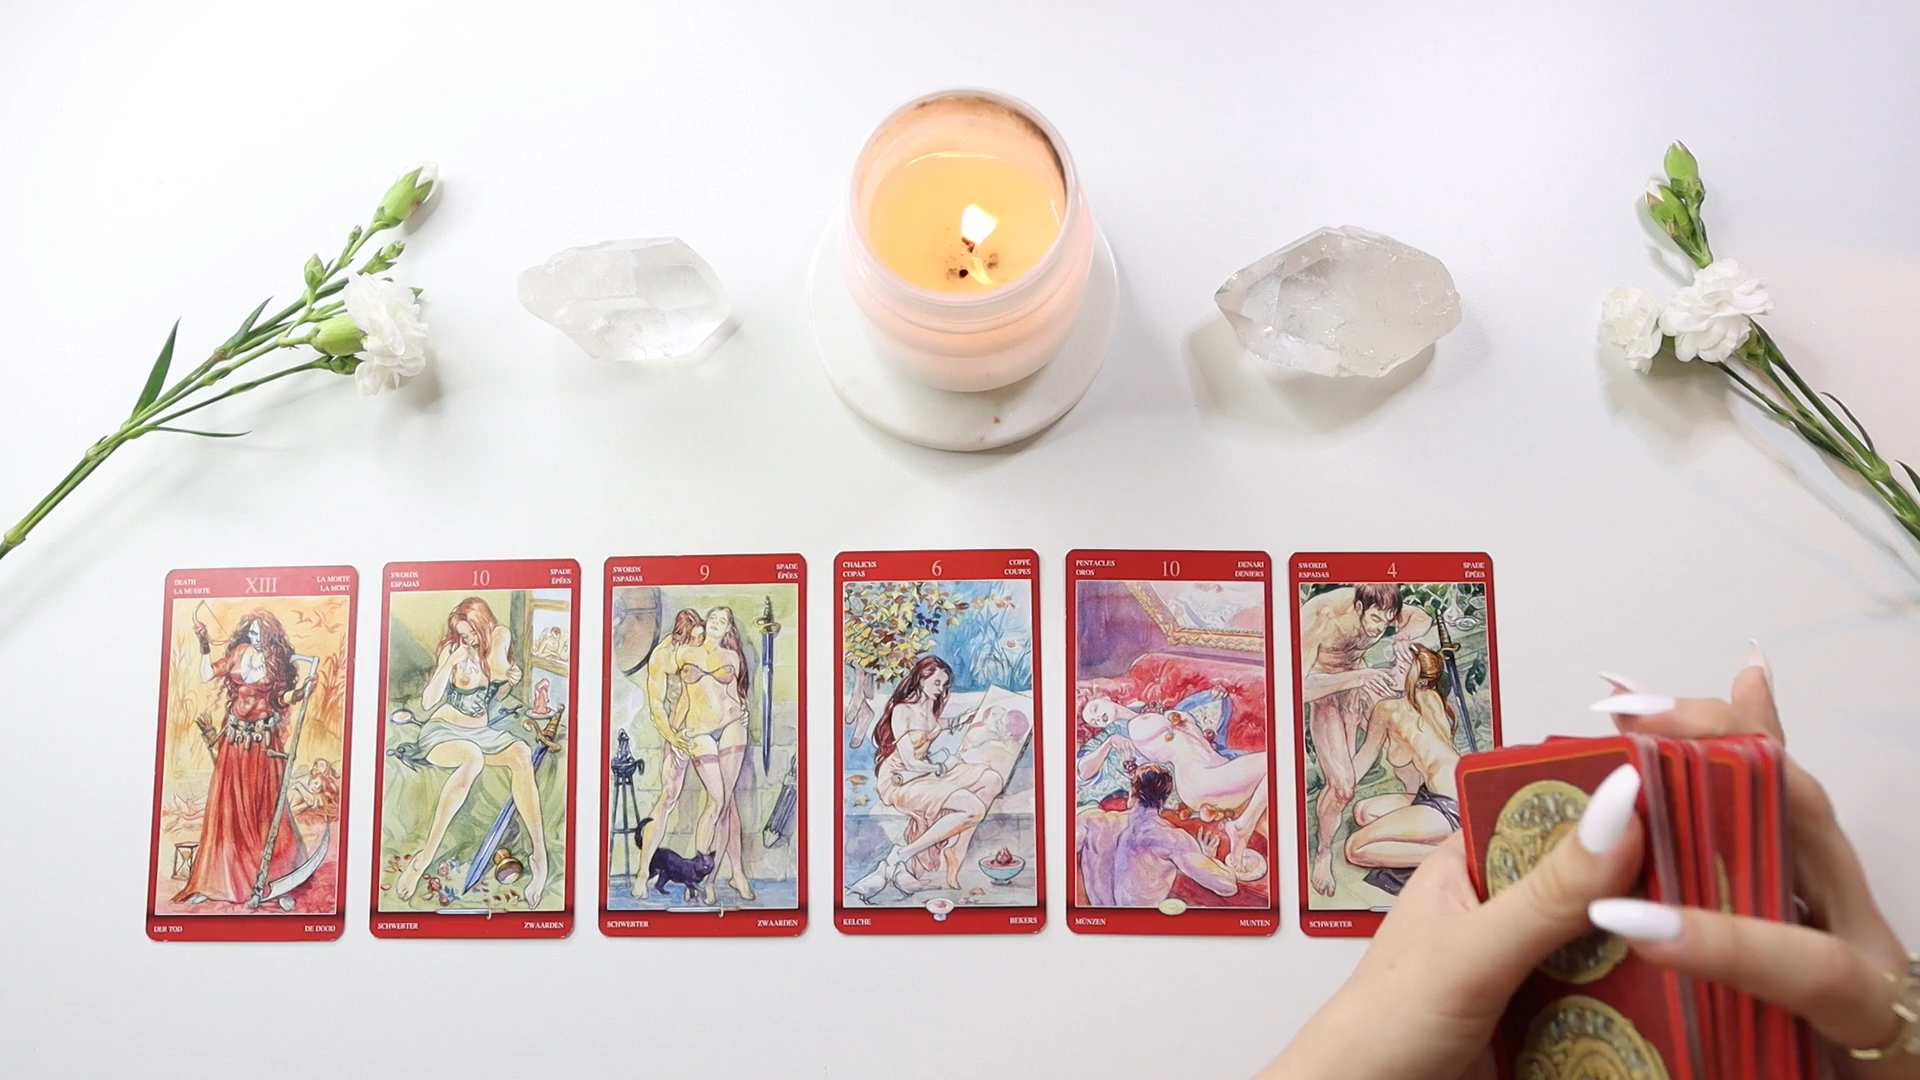 DEATH XIII LA MORTE
LA MUERTE LA MORT
DER TOD DE DOOD
SWORDS 10 SPADE
ESPADAS ÉPÉES
SCHWERTER ZWAARDEN
SWORDS 9 SPADE
ESPADAS ÉPÉES
SCHWERTER ZWAARDEN
CHALICES 6 COPPE
COPAS COUPES
KELCHE BEKERS
PENTACLES 10 DENARI
OROS DENIERS
MÜNZEN MUNTEN
SWORDS 4 SPADE
ESPADAS ÉPÉES
SCHWERTER